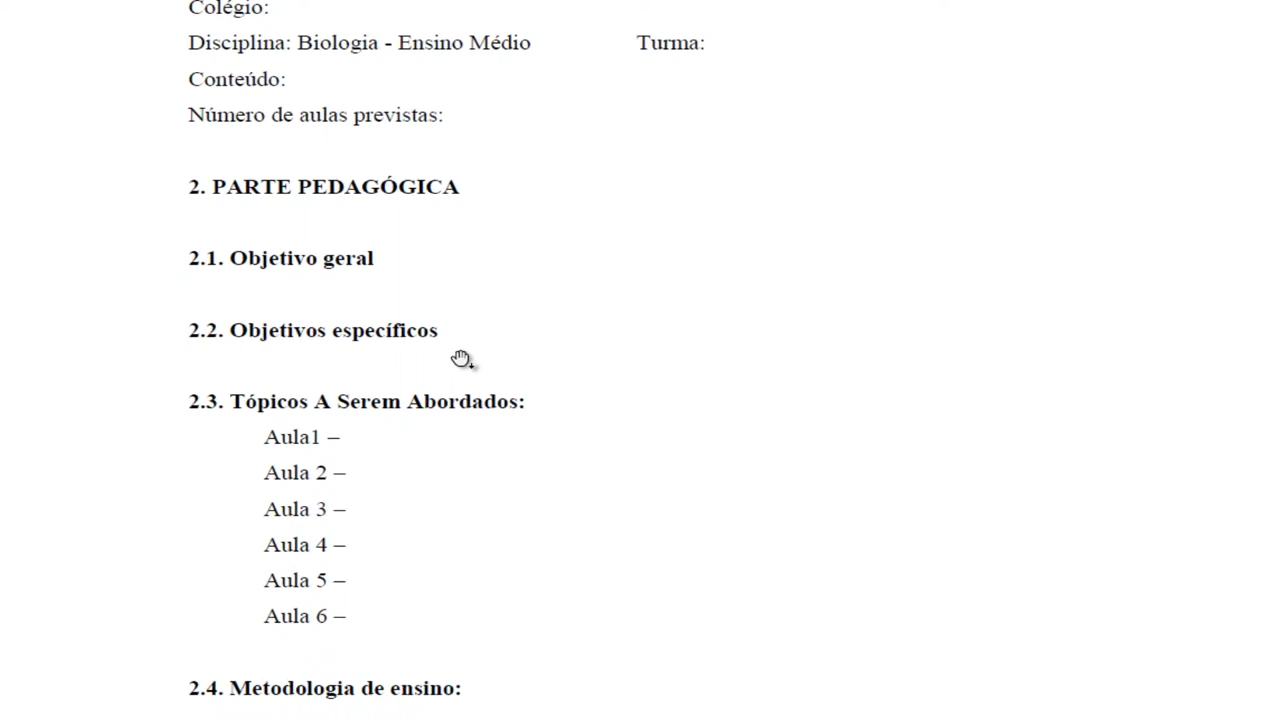 Colégio:
Disciplina: Biologia - Ensino Médio Turma:
Conteúdo:
Número de aulas previstas:
2. PARTE PEDAGÓGICA
2.1. Objetivo geral
2.2. Objetivos específicos
2.3. Tópicos A Serem Abordados:
Aula1 –
Aula 2 –
Aula 3 –
Aula 4 –
Aula 5 –
Aula 6 –
2.4. Metodologia de ensino: